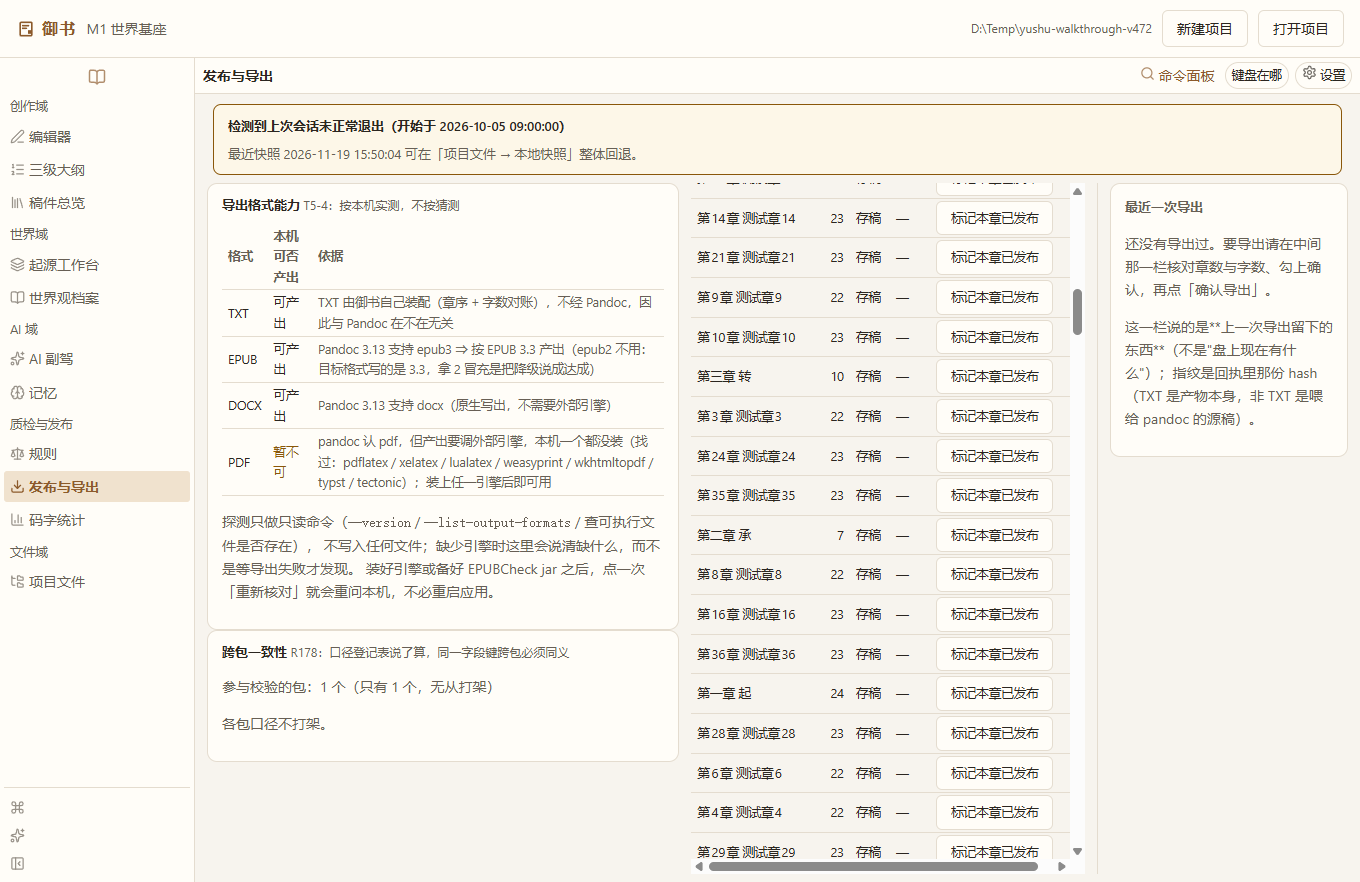 御书 M1 世界基座
D:\Temp\yushu-walkthrough-v472 新建项目 打开项目
创作域
编辑器
三级大纲
稿件总览
世界域
起源工作台
世界观档案
AI 域
AI 副驾
记忆
质检与发布
规则
发布与导出
码字统计
文件域
项目文件
发布与导出
命令面板 键盘在哪 设置
检测到上次会话未正常退出（开始于 2026-10-05 09:00:00）
最近快照 2026-11-19 15:50:04 可在「项目文件 → 本地快照」整体回退。
导出格式能力 T5-4：按本机实测，不按猜测
格式 本机可否产出 依据
TXT 可产出 TXT 由御书自己装配（章序 + 字数对账），不经 Pandoc，因
此与 Pandoc 在不在无关
EPUB 可产出 Pandoc 3.13 支持 epub3 ⇒ 按 EPUB 3.3 产出（epub2 不用：
目标格式写的是 3.3，拿 2 冒充是把降级说成达成）
DOCX 可产出 Pandoc 3.13 支持 docx（原生写出，不需要外部引擎）
PDF 暂不可 pandoc 认 pdf，但产出要调外部引擎，本机一个都没装（找
过：pdflatex / xelatex / lualatex / weasyprint / wkhtmltopdf /
typst / tectonic）；装上任一引擎后即可用
探测只做只读命令（—version / —list-output-formats / 查可执行文
件是否存在）， 不写入任何文件；缺少引擎时这里会说清缺什么，而不
是等导出失败才发现。 装好引擎或备好 EPUBCheck jar 之后，点一次
「重新核对」就会重问本机，不必重启应用。
跨包一致性 R178：口径登记表说了算，同一字段键跨包必须同义
参与校验的包：1 个（只有 1 个，无从打架）
各包口径不打架。
第14章 测试章14 23 存稿 — 标记本章已发布
第21章 测试章21 23 存稿 — 标记本章已发布
第9章 测试章9 22 存稿 — 标记本章已发布
第10章 测试章10 23 存稿 — 标记本章已发布
第三章 转 10 存稿 — 标记本章已发布
第3章 测试章3 22 存稿 — 标记本章已发布
第24章 测试章24 23 存稿 — 标记本章已发布
第35章 测试章35 23 存稿 — 标记本章已发布
第二章 承 7 存稿 — 标记本章已发布
第8章 测试章8 22 存稿 — 标记本章已发布
第16章 测试章16 23 存稿 — 标记本章已发布
第36章 测试章36 23 存稿 — 标记本章已发布
第一章 起 24 存稿 — 标记本章已发布
第28章 测试章28 23 存稿 — 标记本章已发布
第6章 测试章6 22 存稿 — 标记本章已发布
第4章 测试章4 22 存稿 — 标记本章已发布
第29章 测试章29 23 存稿 — 标记本章已发布
最近一次导出
还没有导出过。要导出请在中间
那一栏核对章数与字数、勾上确
认，再点「确认导出」。
这一栏说的是**上一次导出留下的
东西**（不是"盘上现在有什
么"）；指纹是回执里那份 hash
（TXT 是产物本身，非 TXT 是喂
给 pandoc 的源稿）。